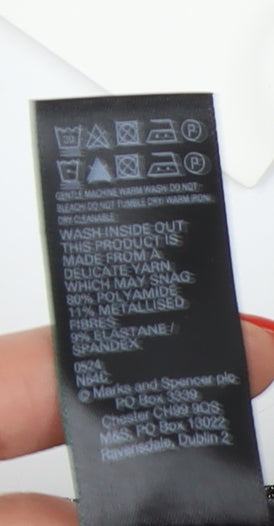 GENTLE MACHINE WARM WASH. DO NOT
BLEACH. DO NOT TUMBLE DRY. WARM IRON.
DRY CLEANABLE.
WASH INSIDE OUT
THIS PRODUCT IS
MADE FROM A
DELICATE YARN
WHICH MAY SNAG
80% POLYAMIDE
11% METALLISED
FIBRES
9% ELASTANE/
SPANDEX
0524
© Marks and Spencer plc
PO Box 3339
Chester CH99 9QS
M&S, PO Box 13022
Ravensdale, Dublin 2